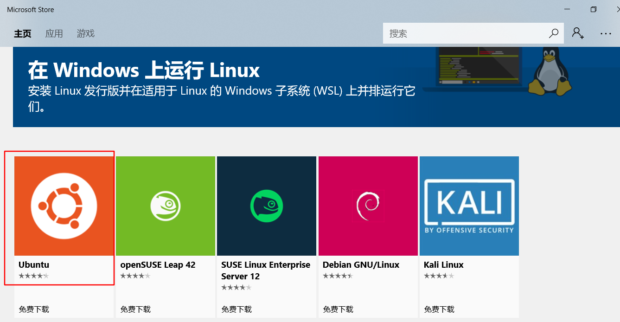 Microsoft Store
主页 应用 游戏 搜索
在 Windows 上运行 Linux
安装 Linux 发行版并在适用于 Linux 的 Windows 子系统 (WSL) 上并排运行它
们。
KALI
BY OFFENSIVE SECURITY
Ubuntu
openSUSE Leap 42
SUSE Linux Enterprise
Server 12
Debian GNU/Linux
Kali Linux
免费下载 免费下载 免费下载 免费下载 免费下载